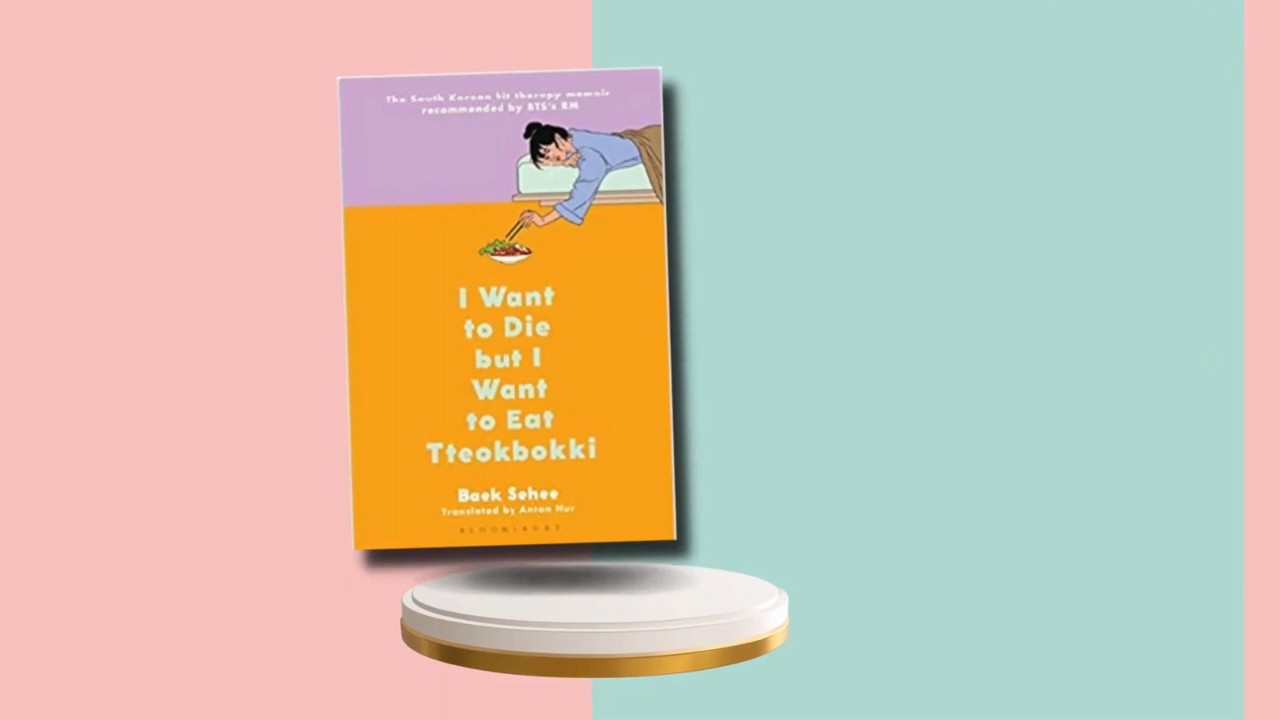 The South Korean hit therapy memoir
recommended by BTS's RM
I Want
to Die
but I
Want
to Eat
Tteokbokki
Baek Sehee
Translated by Anton Hur
BLOOMSBURY